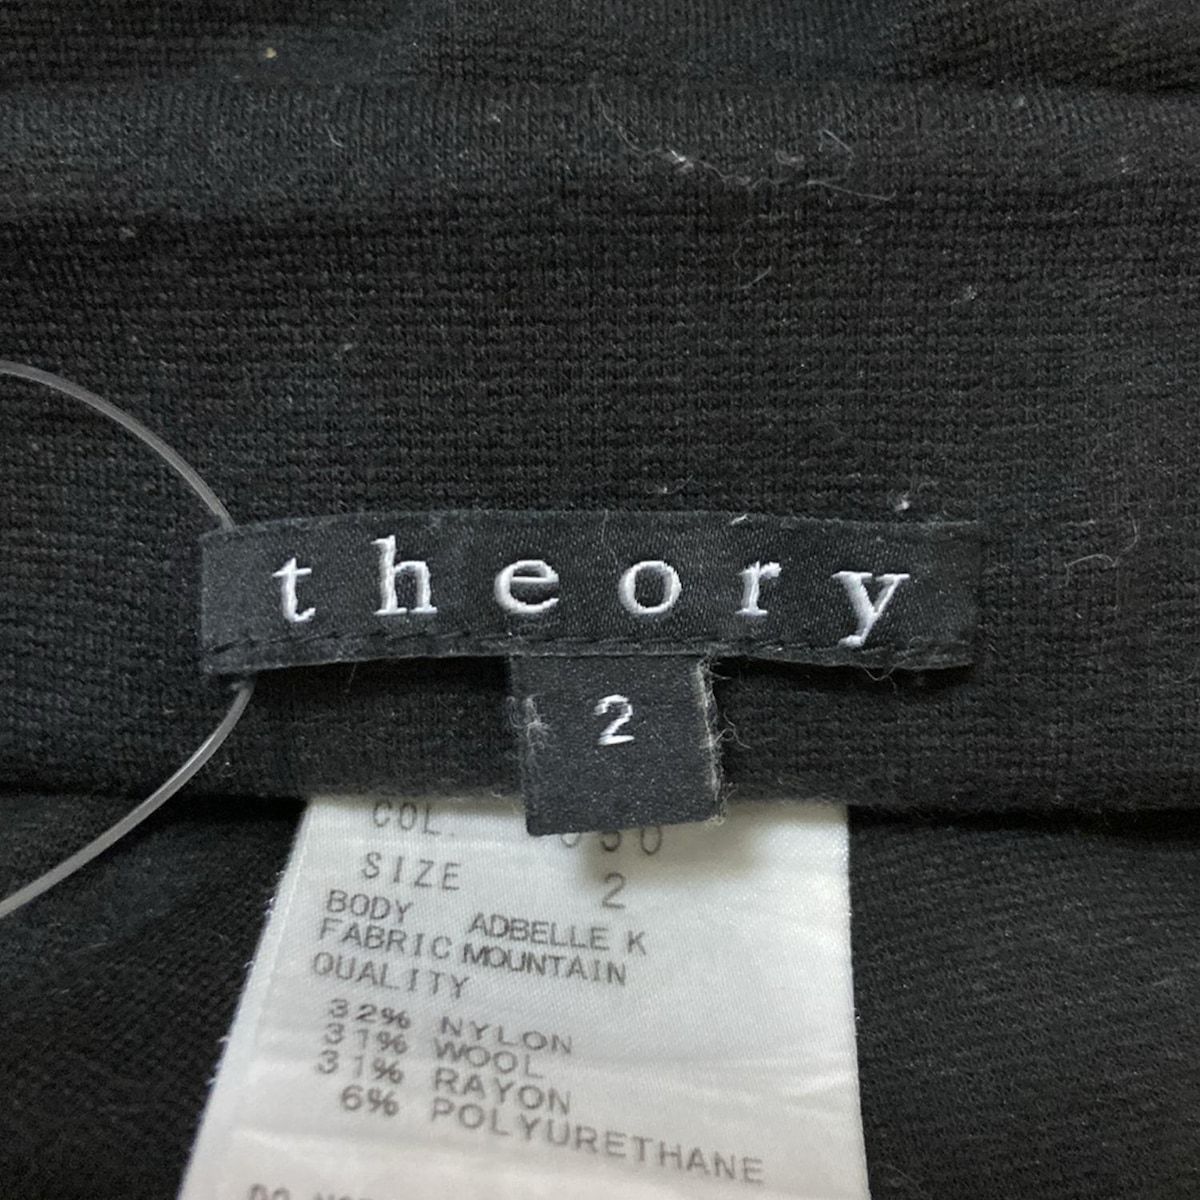 theory
2
COL.
SIZE 2
BODY ADBELLE K
FABRIC MOUNTAIN
QUALITY
32% NYLON
31% WOOL
31% RAYON
6% POLYURETHANE